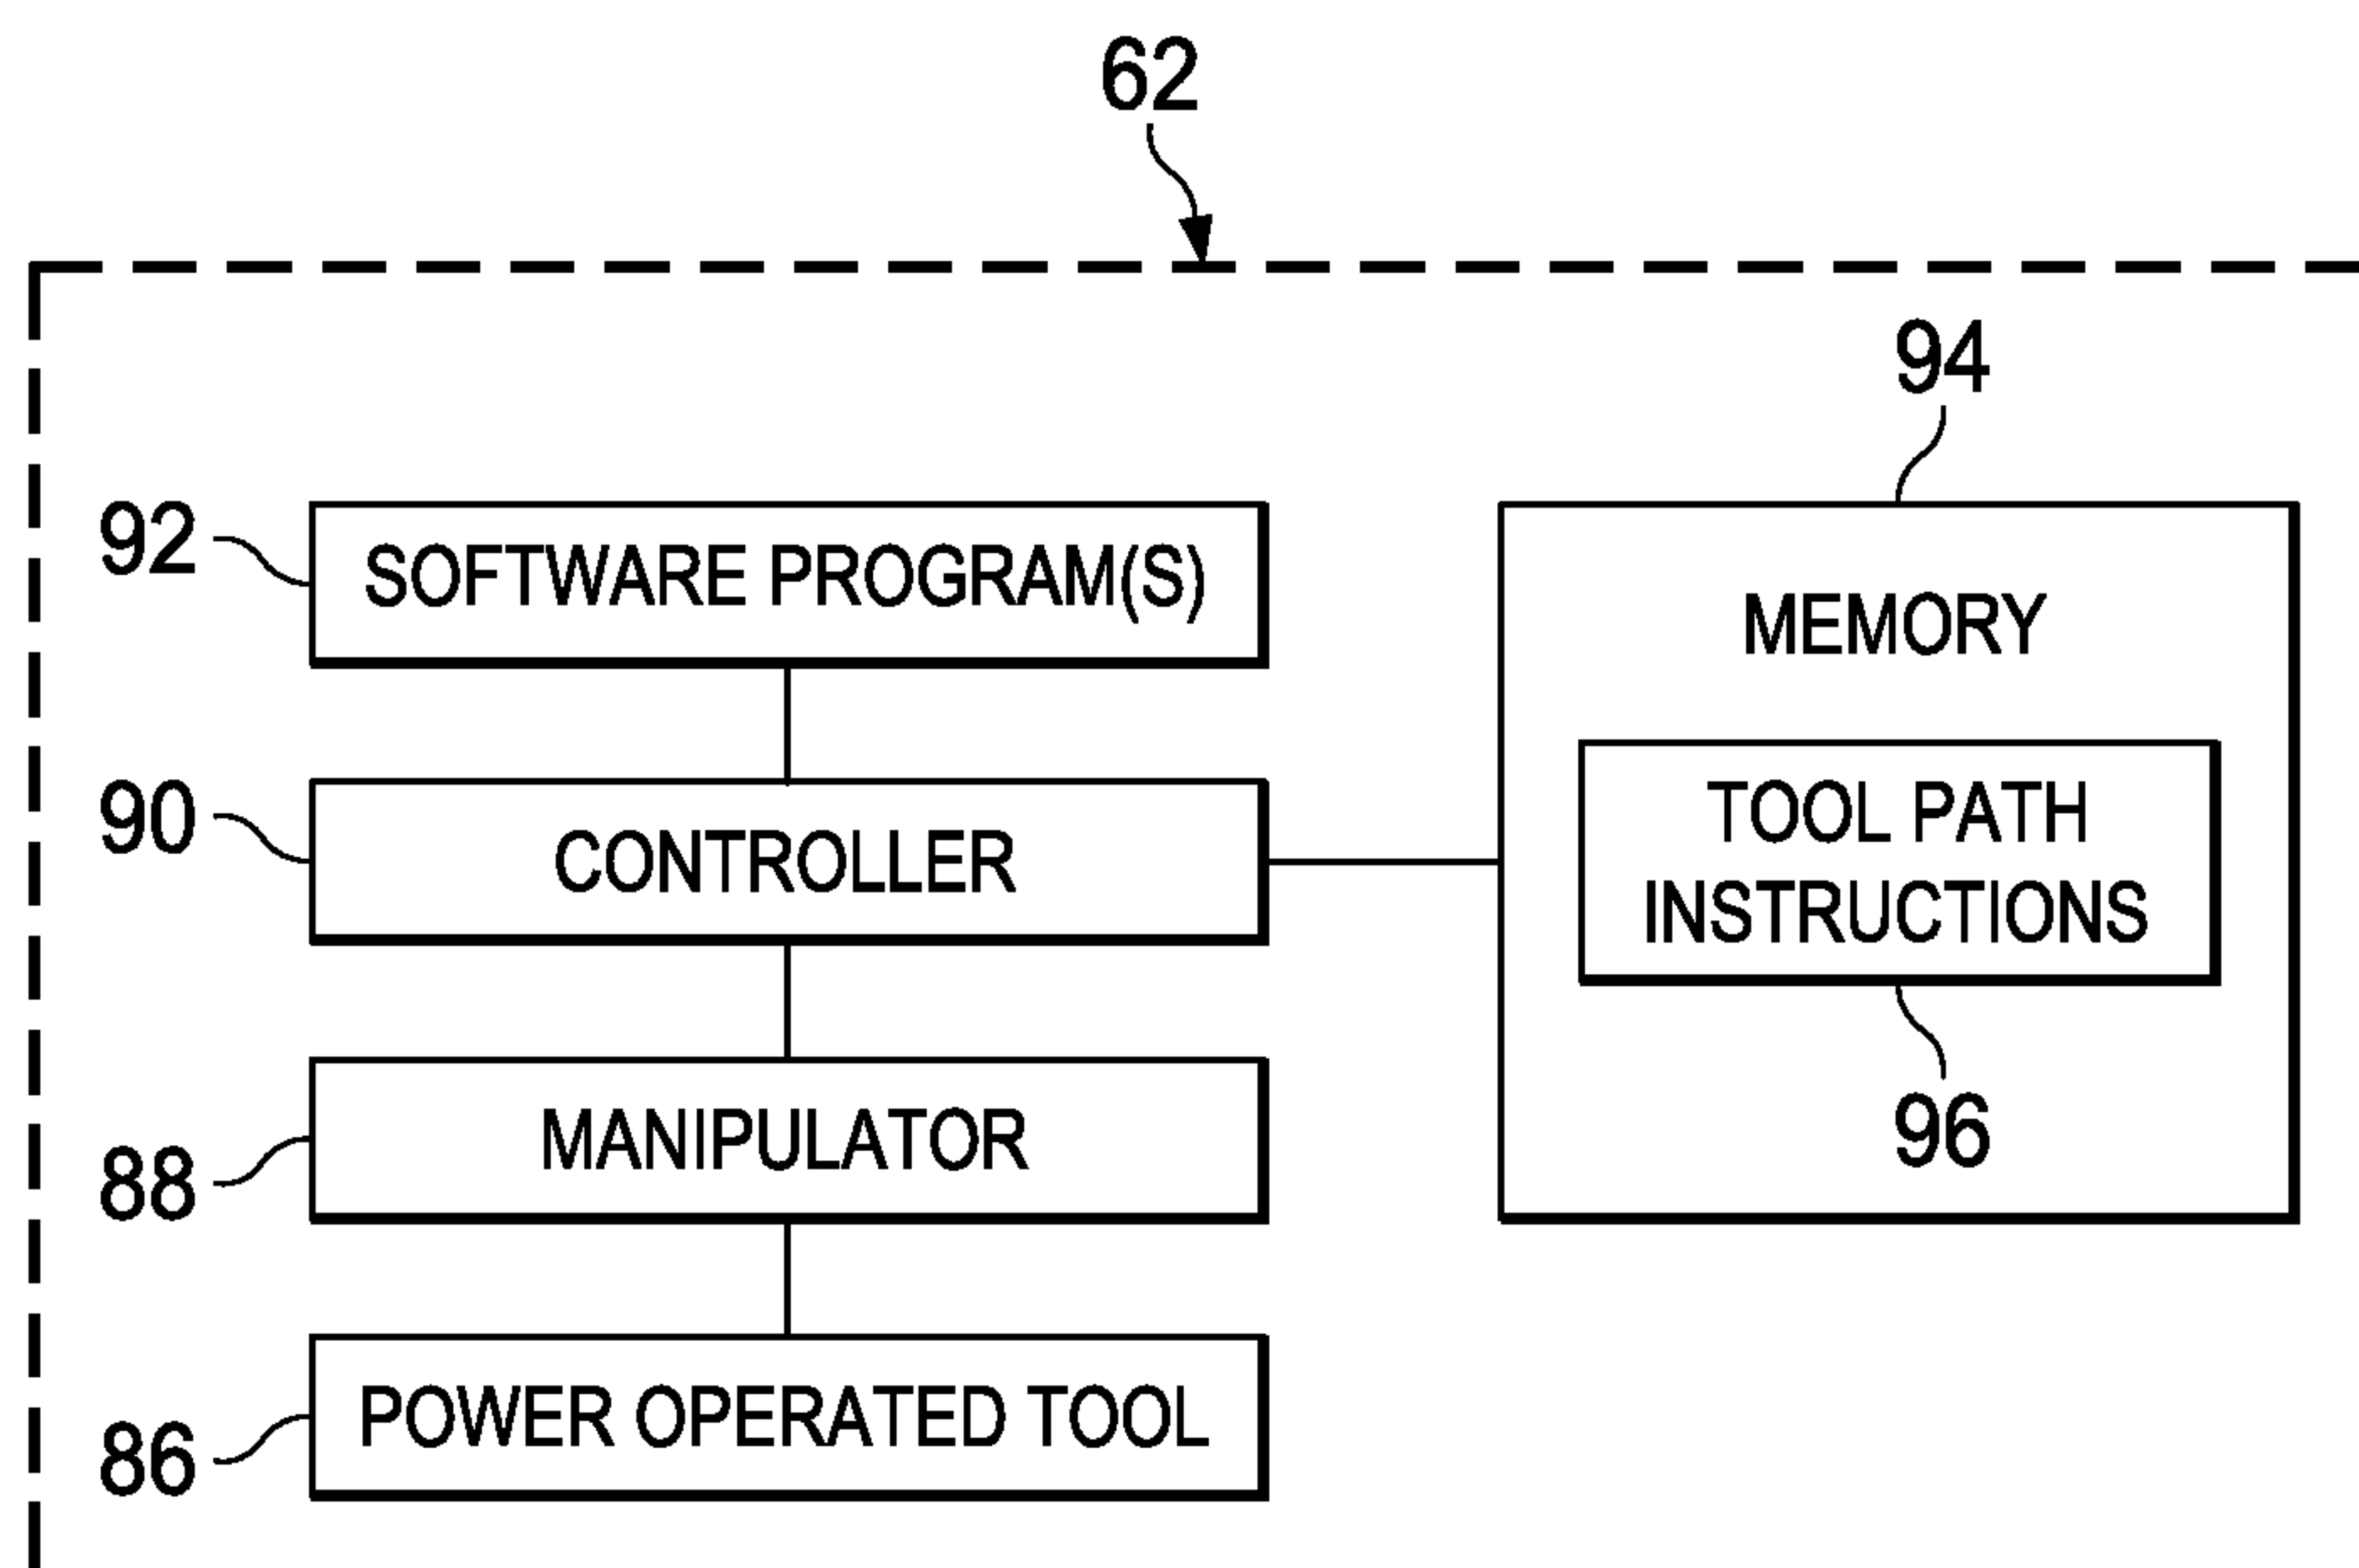 62
94
92
SOFTWARE PROGRAM(S)
MEMORY
90
CONTROLLER
TOOL PATH
INSTRUCTIONS
88
MANIPULATOR
96
86
POWER OPERATED TOOL